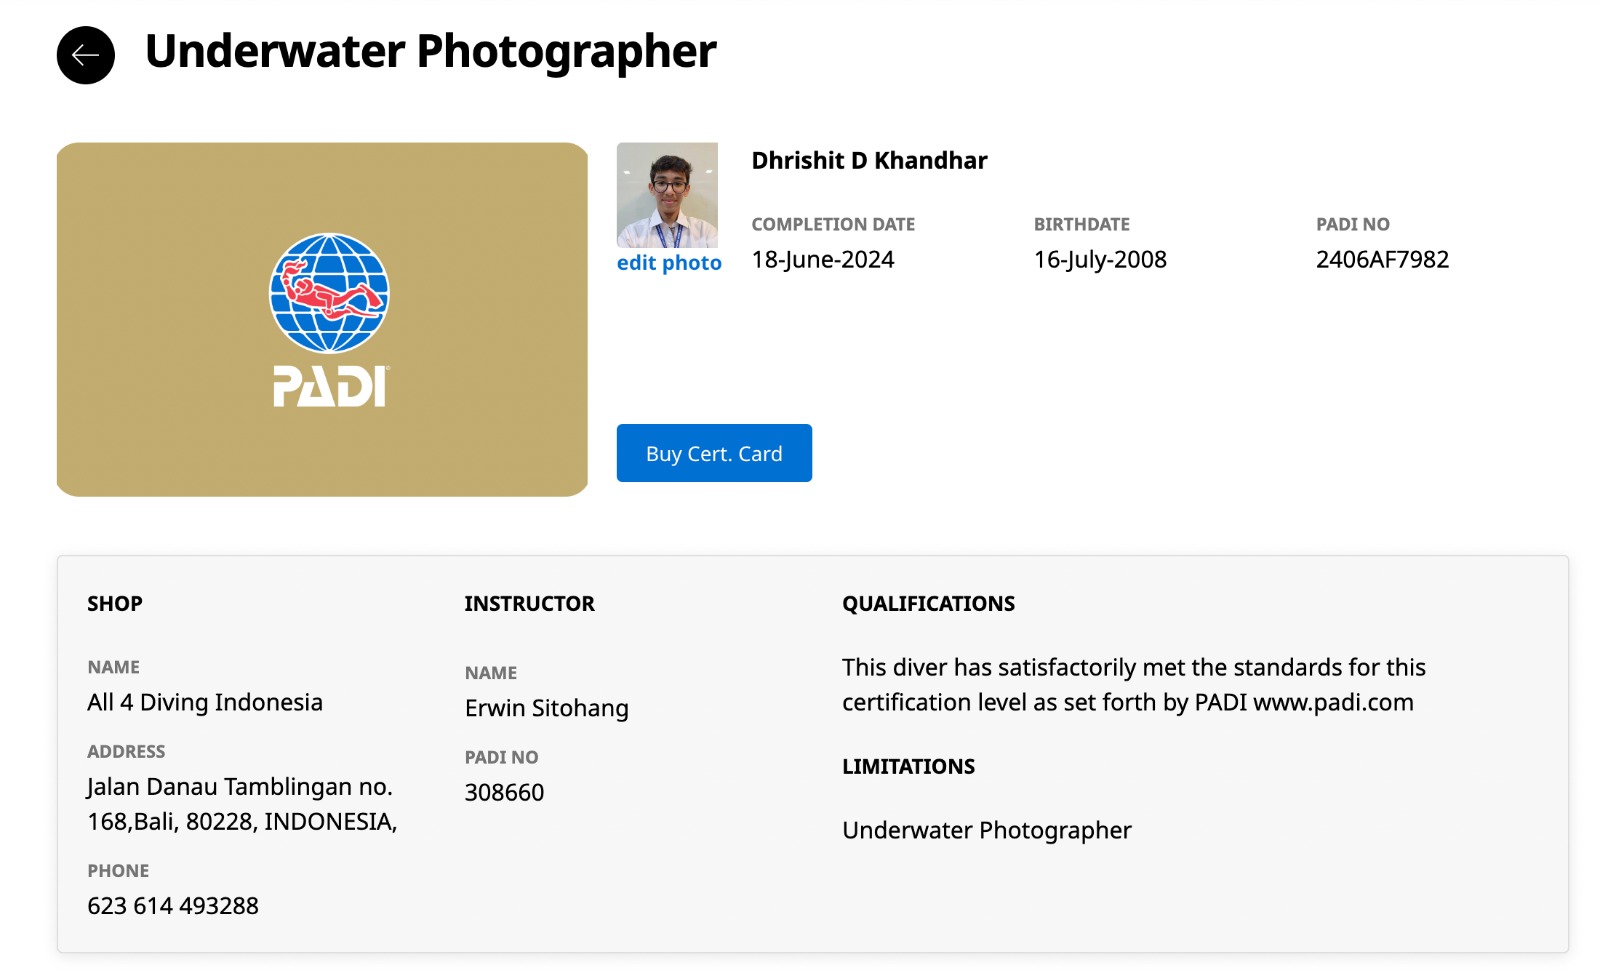 Underwater Photographer
PADI
edit photo
Dhrishit D Khandhar
COMPLETION DATE
18-June-2024
BIRTHDATE
16-July-2008
PADI NO
2406AF7982
Buy Cert. Card
SHOP
NAME
All 4 Diving Indonesia
ADDRESS
Jalan Danau Tamblingan no.
168,Bali, 80228, INDONESIA,
PHONE
623 614 493288
INSTRUCTOR
NAME
Erwin Sitohang
PADI NO
308660
QUALIFICATIONS
This diver has satisfactorily met the standards for this
certification level as set forth by PADI www.padi.com
LIMITATIONS
Underwater Photographer